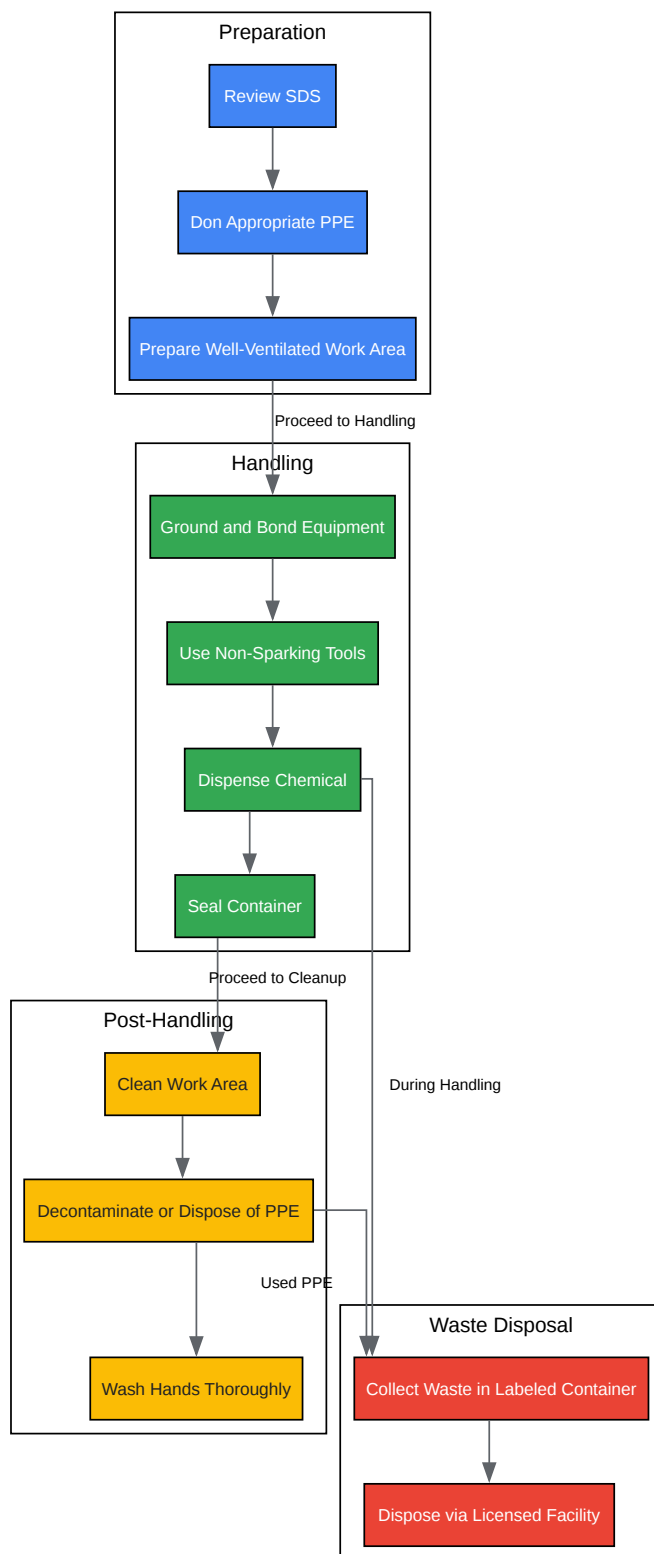 Preparation
Review SDS
Don Appropriate PPE
Prepare Well-Ventilated Work Area
Proceed to Handling
Handling
Ground and Bond Equipment
Use Non-Sparking Tools
Dispense Chemical
Seal Container
Proceed to Cleanup
Post-Handling
Clean Work Area
During Handling
Decontaminate or Dispose of PPE
Used PPE
Wash Hands Thoroughly
Waste Disposal
Collect Waste in Labeled Container
Dispose via Licensed Facility